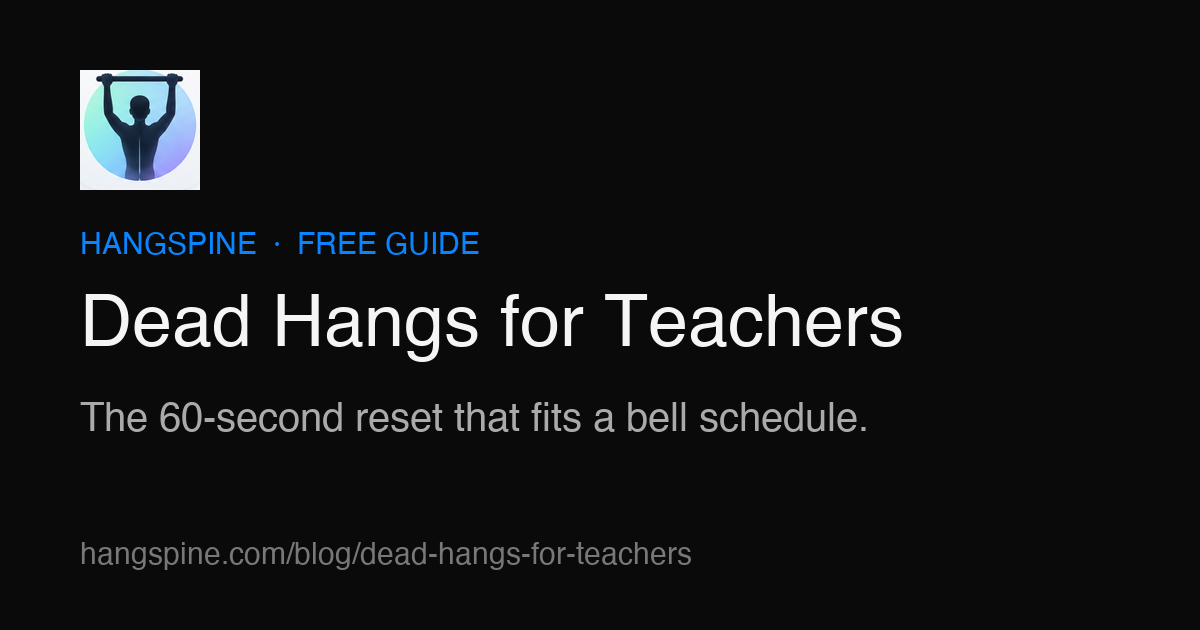 HANGSPINE · FREE GUIDE
Dead Hangs for Teachers
The 60-second reset that fits a bell schedule.
hangspine.com/blog/dead-hangs-for-teachers